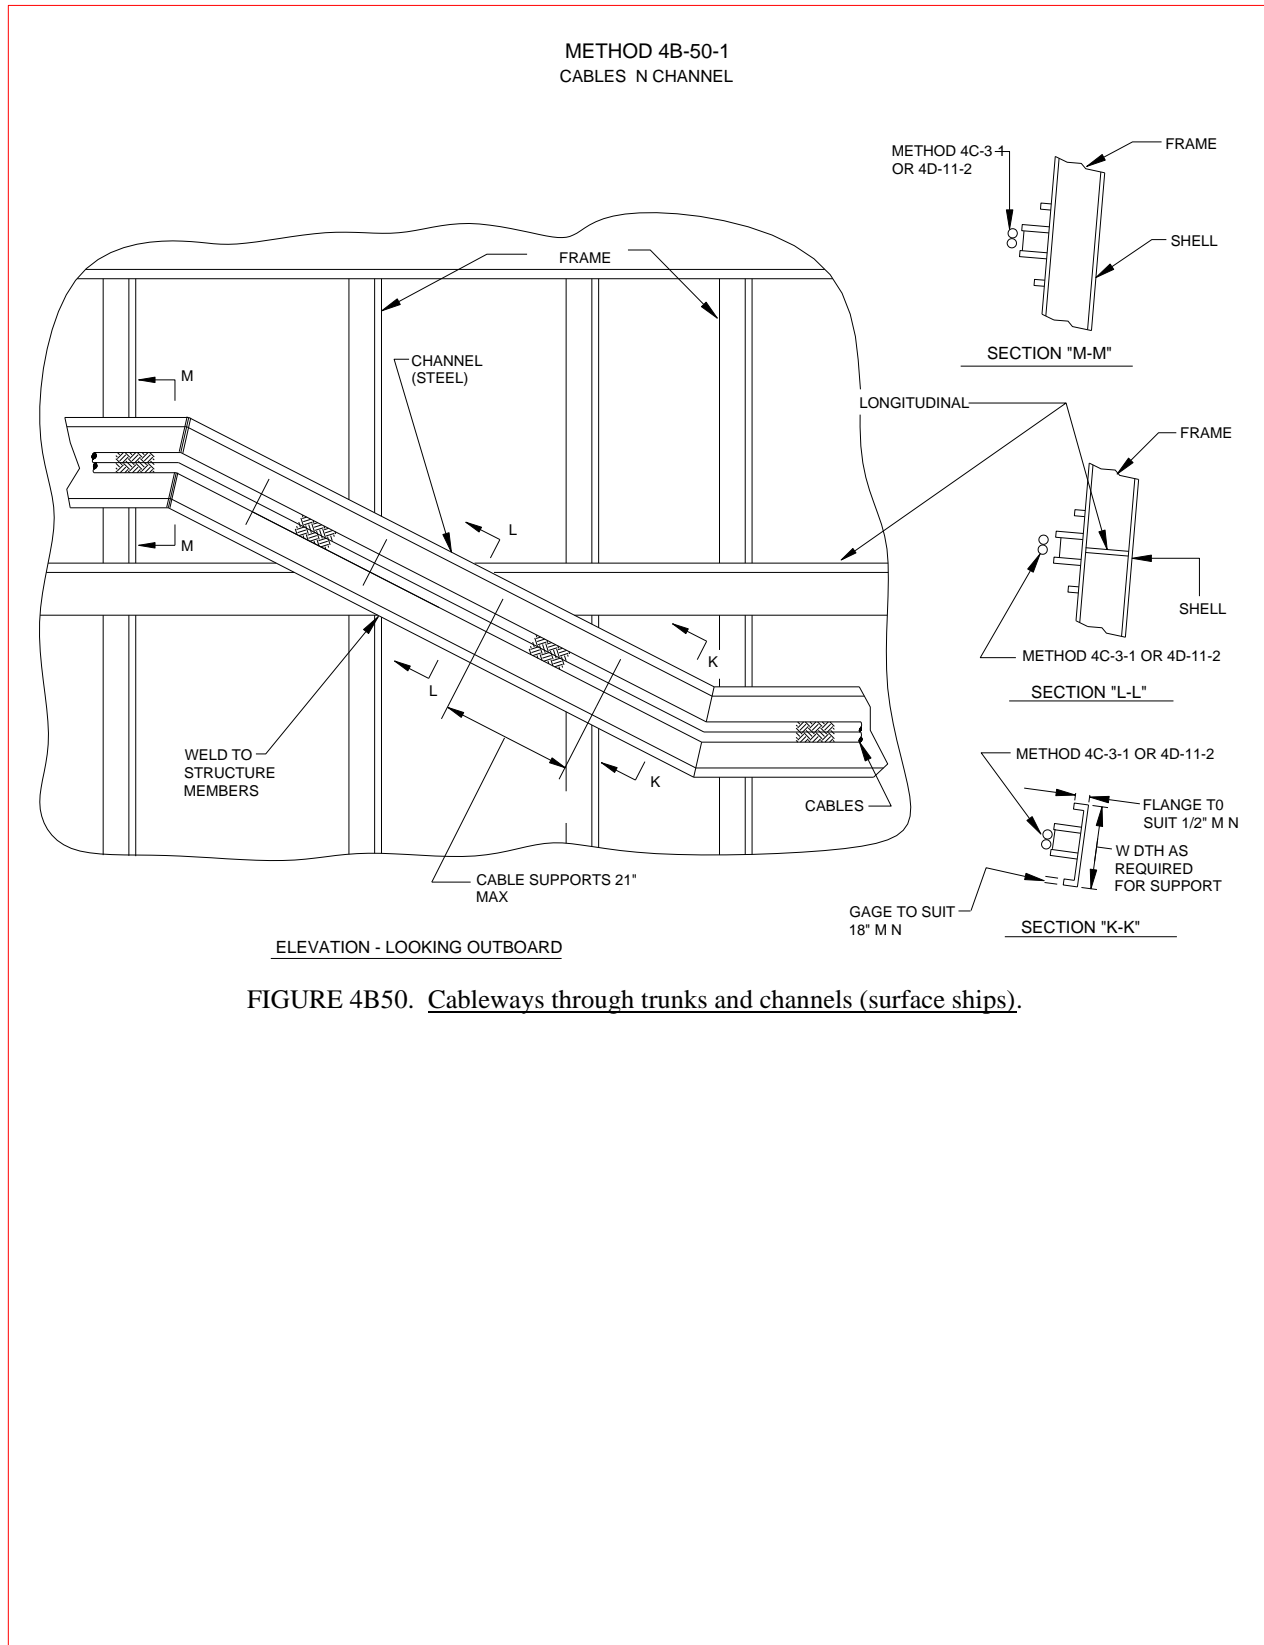 METHOD 4B-50-1
CABLES N CHANNEL
METHOD 4C-3-1
OR 4D-11-2
FRAME
SHELL
SECTION "M-M"
FRAME
CHANNEL
(STEEL)
M
M
LONGITUDINAL
FRAME
L
L
K
K
SHELL
METHOD 4C-3-1 OR 4D-11-2
SECTION "L-L"
WELD TO
STRUCTURE
MEMBERS
CABLES
METHOD 4C-3-1 OR 4D-11-2
FLANGE T0
SUIT 1/2" M N
W DTH AS
REQUIRED
FOR SUPPORT
CABLE SUPPORTS 21"
MAX
GAGE TO SUIT
18" M N
SECTION "K-K"
ELEVATION - LOOKING OUTBOARD
FIGURE 4B50. Cableways through trunks and channels (surface ships).